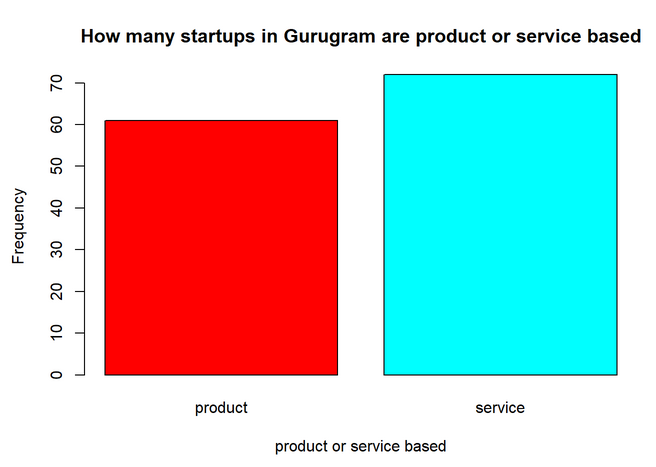 How many startups in Gurugram are product or service based
Frequency
70
60
50
40
30
20
10
0
product
service
product or service based